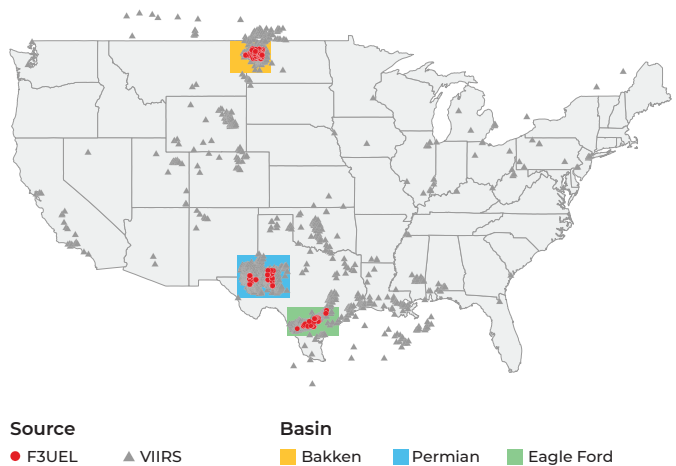 Source
Basin
F3UEL
VIIRS
Bakken
Permian
Eagle Ford